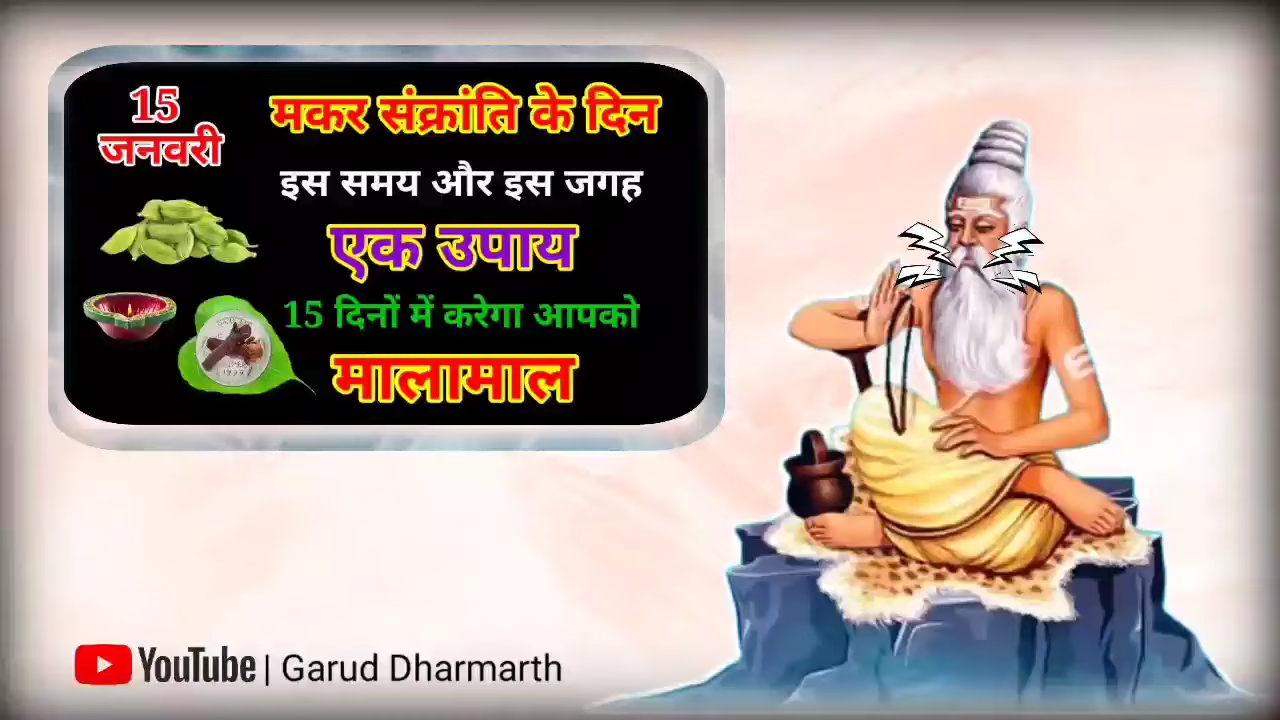 15
जनवरी
मकर संक्रांति के दिन
इस समय और इस जगह
एक उपाय
15 दिनों में करेगा आपको
मालामाल
YouTube | Garud Dharmarth